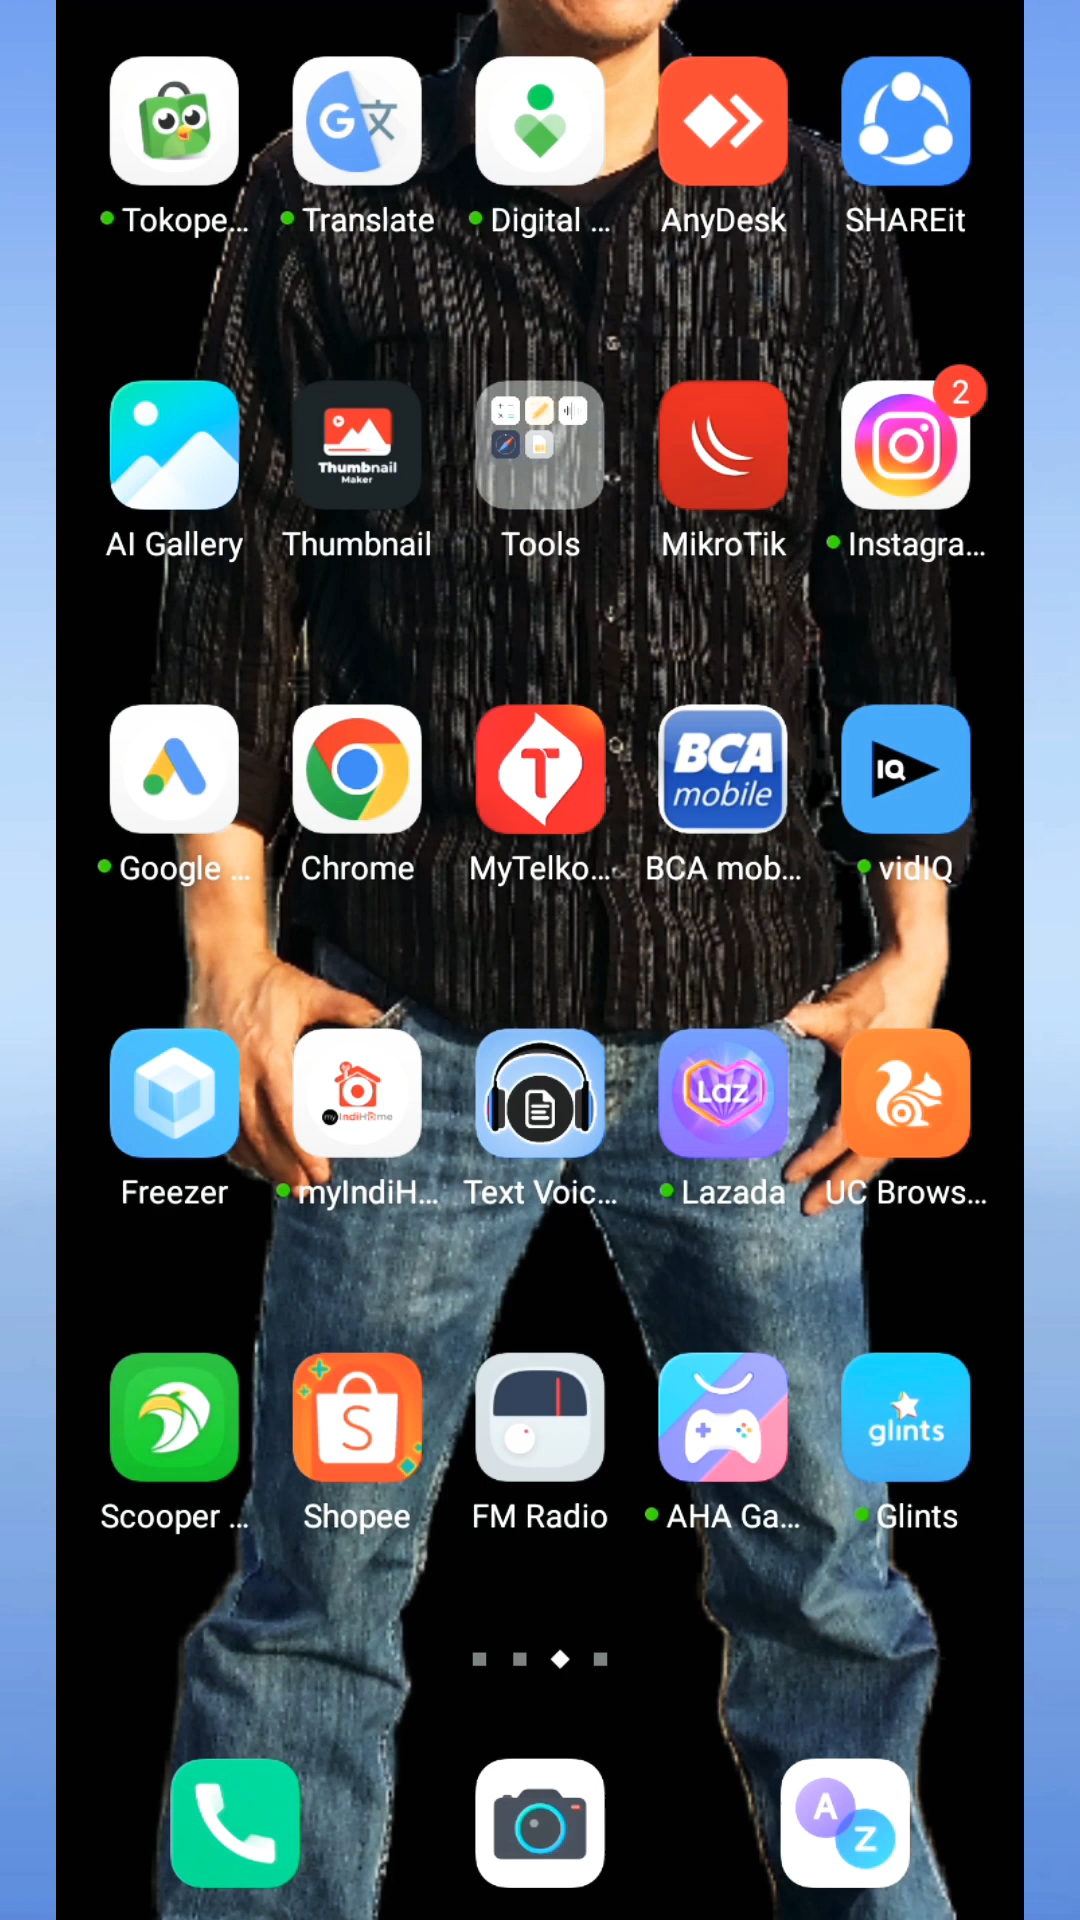 Tokope...
Translate
Digital ...
AnyDesk
SHAREit
Thumbnail
Maker
2
AI Gallery
Thumbnail
Tools
MikroTik
Instagra...
BCA
mobile
IQ
Google ...
Chrome
MyTelko...
BCA mob...
vidIQ
myIndiHome
Laz
Freezer
myIndiH...
Text Voic...
Lazada
UC Brows...
S
glints
Scooper ...
Shopee
FM Radio
AHA Ga...
Glints
A
Z